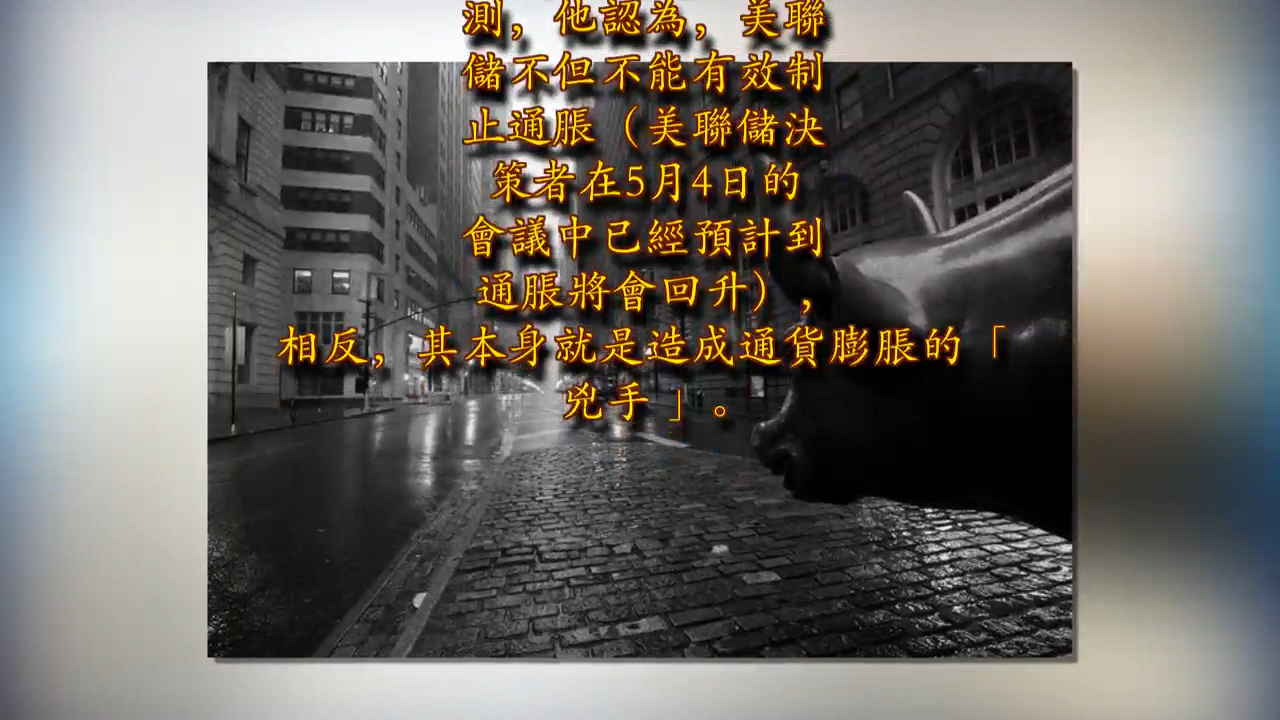 測，他認為，美聯
儲不但不能有效制
止通脹（美聯儲決
策者在5月4日的
會議中已經預計到
通脹將會回升），
相反，其本身就是造成通貨膨脹的「
兇手」。